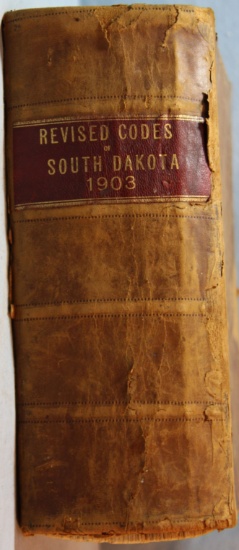 REVISED CODES
OF
SOUTH DAKOTA
1903